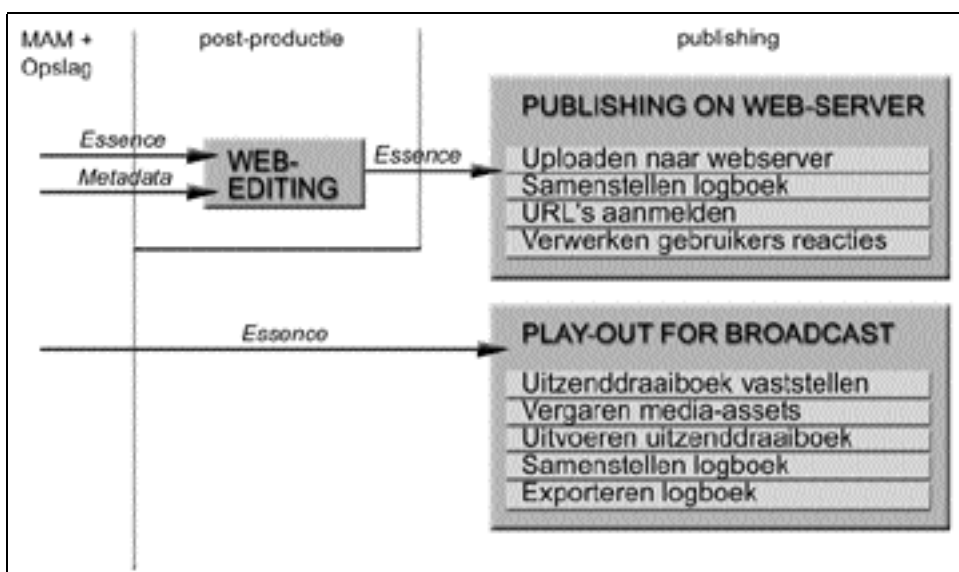 MAM +
Opslag
post-productie
publishing
Essence
Metadata
WEB-
EDITING
Essence
PUBLISHING ON WEB-SERVER
Uploaden naar webserver
Samenstellen logboek
URL's aanmelden
Verwerken gebruikers reacties
Essence
PLAY-OUT FOR BROADCAST
Uitzenddraaiboek vaststellen
Vergaren media-assets
Uitvoeren uitzenddraaiboek
Samenstellen logboek
Exporteren logboek